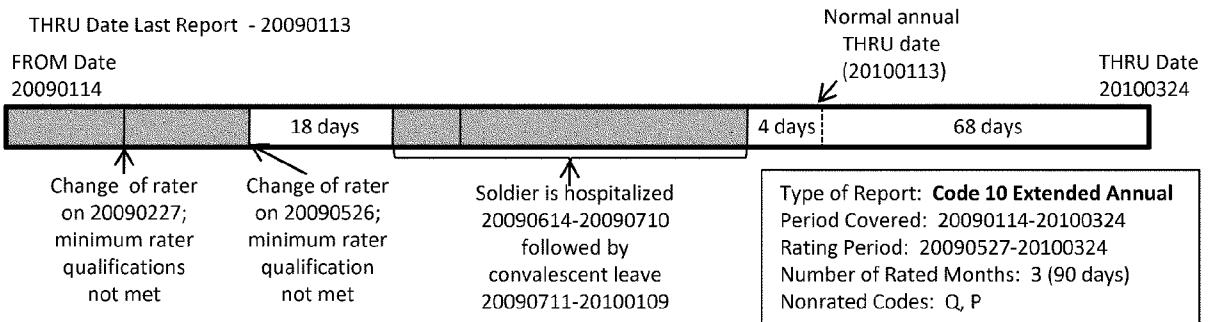 THRU Date Last Report - 20090113
Normal annual
THRU date
(20100113)
FROM Date
20090114
THRU Date
20100324
18 days
4 days
68 days
Change of rater
on 20090227;
minimum rater
qualifications
not met
Change of rater
on 20090526;
minimum rater
qualification
not met
Soldier is hospitalized
20090614-20090710
followed by
convalescent leave
20090711-20100109
Type of Report: Code 10 Extended Annual
Period Covered: 20090114-20100324
Rating Period: 20090527-20100324
Number of Rated Months: 3 (90 days)
Nonrated Codes: Q, P